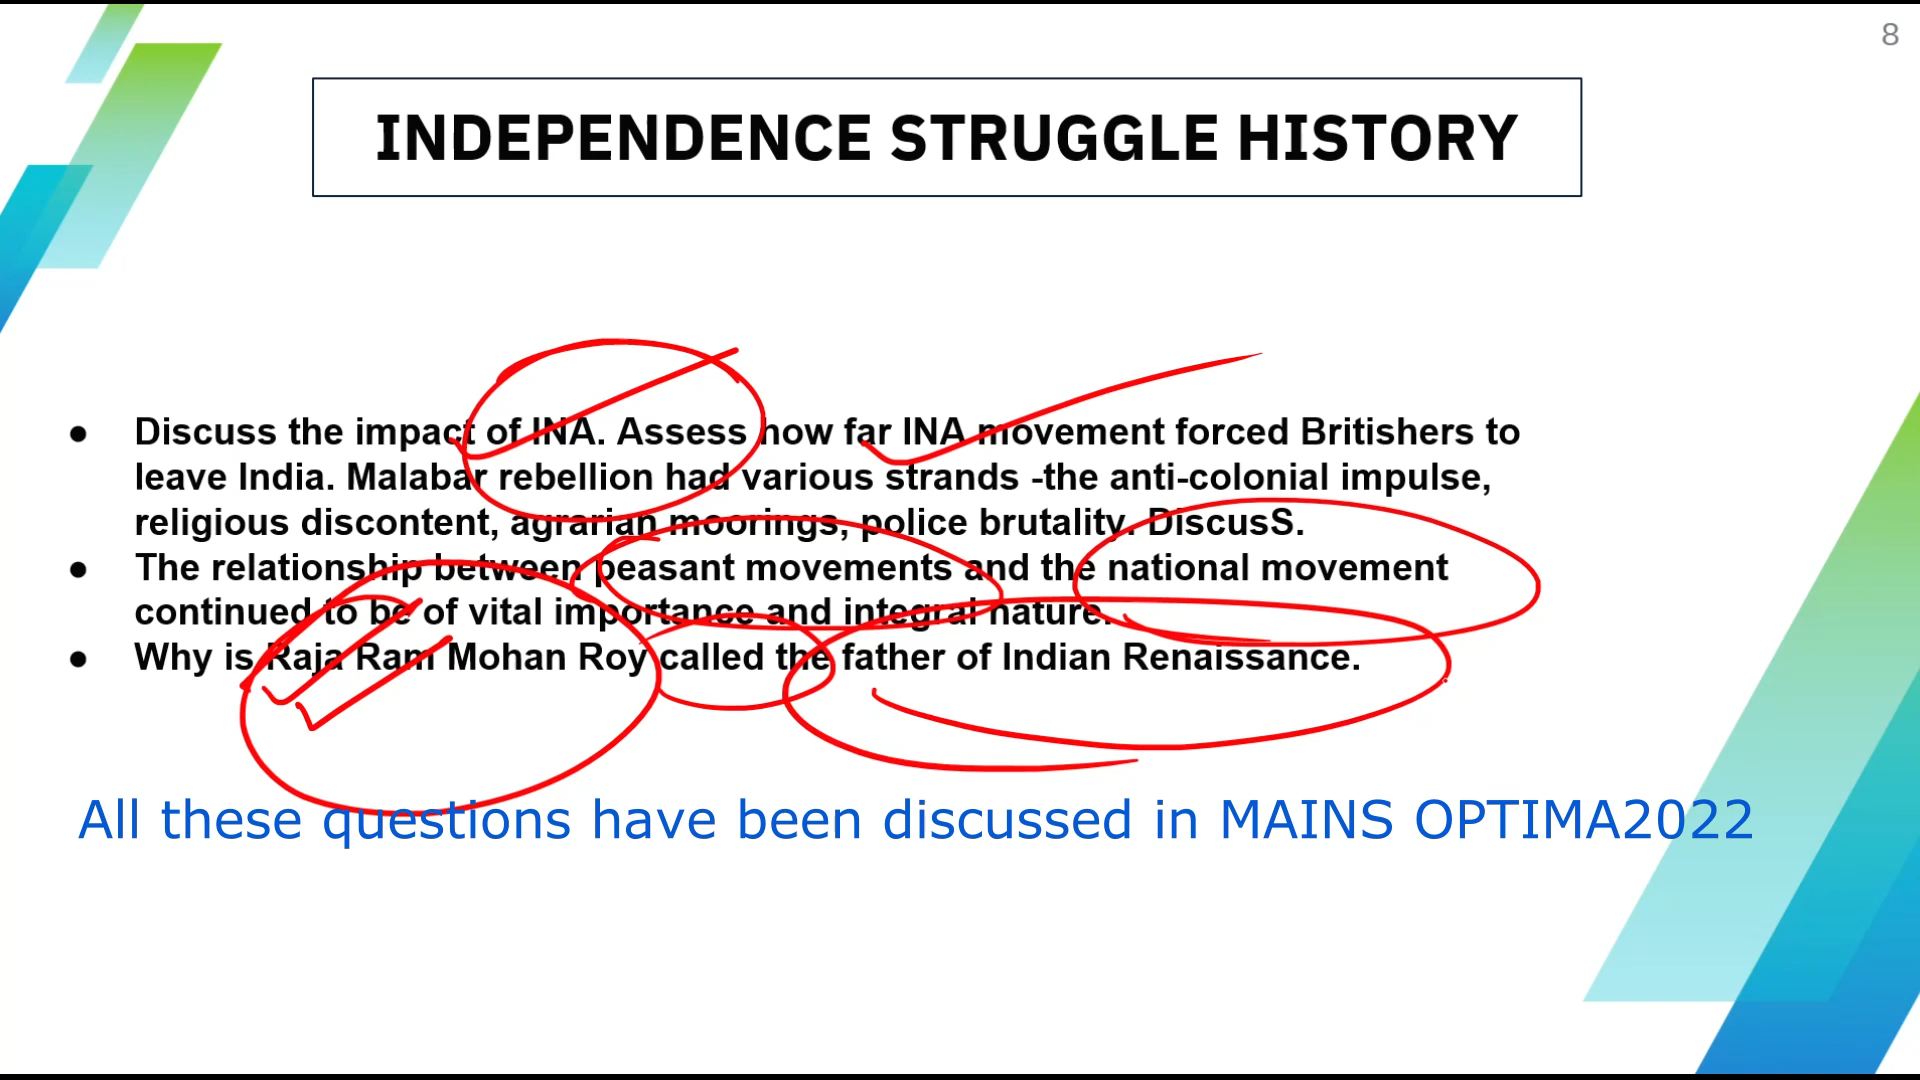 8
INDEPENDENCE STRUGGLE HISTORY
● Discuss the impact of INA. Assess how far INA movement forced Britishers to
leave India. Malabar rebellion had various strands -the anti-colonial impulse,
religious discontent, agrarian moorings, police brutality. DiscusS.
● The relationship between peasant movements and the national movement
continued to be of vital importance and integral nature.
● Why is Raja Ram Mohan Roy called the father of Indian Renaissance.
All these questions have been discussed in MAINS OPTIMA2022